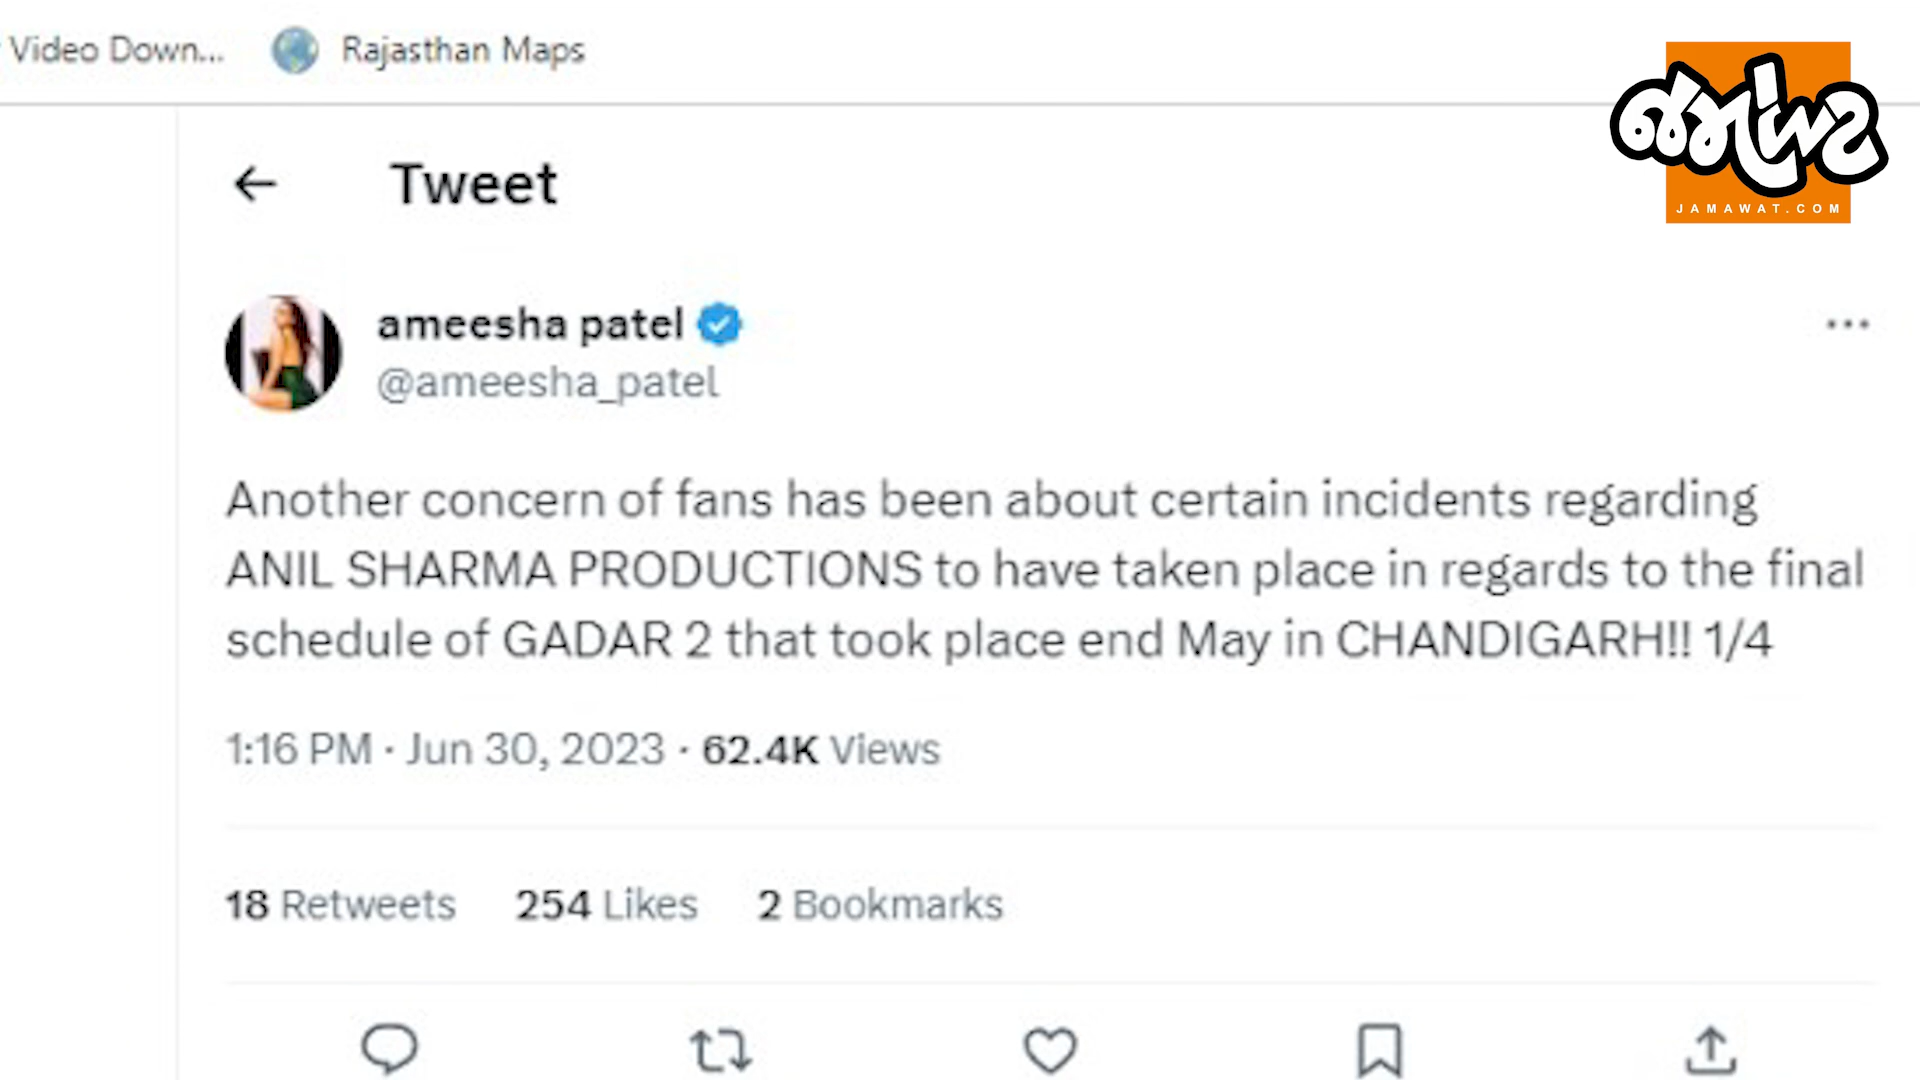 Video Down...
Rajasthan Maps
જમાવટ
JAMAWAT.COM
Tweet
ameesha patel
@ameesha_patel
Another concern of fans has been about certain incidents regarding
ANIL SHARMA PRODUCTIONS to have taken place in regards to the final
schedule of GADAR 2 that took place end May in CHANDIGARH!! 1/4
1:16 PM · Jun 30, 2023 · 62.4K Views
18 Retweets 254 Likes 2 Bookmarks